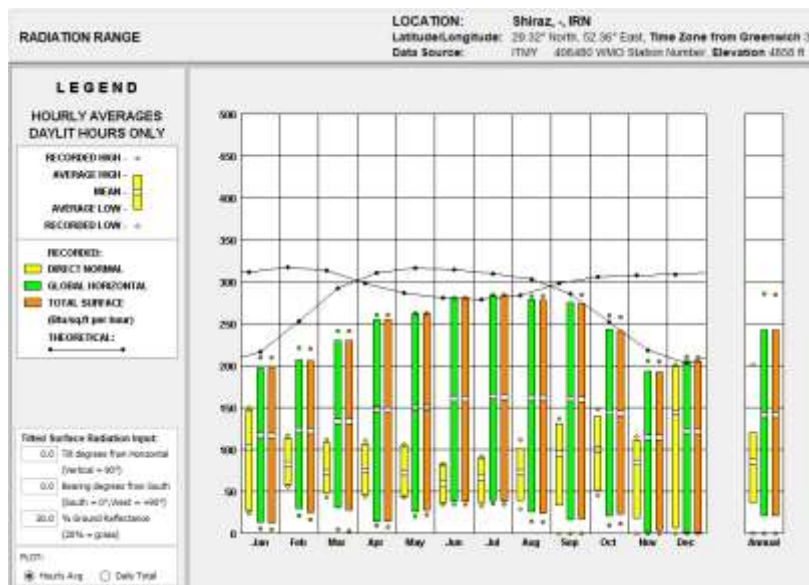 RADIATION RANGE
LOCATION: Shiraz, -, IRN
Latitude/Longitude: 29.32° North, 52.36° East, Time Zone from Greenwich 3
Data Source: ITMY 406480 WMO Station Number, Elevation 4858 ft
LEGEND
HOURLY AVERAGES
DAYLIT HOURS ONLY
RECORDED HIGH -
AVERAGE HIGH -
MEAN -
AVERAGE LOW -
RECORDED LOW -
RECORDED:
DIRECT NORMAL
GLOBAL HORIZONTAL
TOTAL SURFACE
(Btu/sq.ft per hour)
THEORETICAL:
Tilted Surface Radiation Input:
0.0 Tilt degrees from Horizontal
(Vertical = 90°)
0.0 Bearing degrees from South
(South = 0°, West = +90°)
20.0 % Ground Reflectance
(20% = grass)
PLOT:
Hourly Avg Daily Total
500
450
400
350
300
250
200
150
100
50
0
Jan Feb Mar Apr May Jun Jul Aug Sep Oct Nov Dec Annual